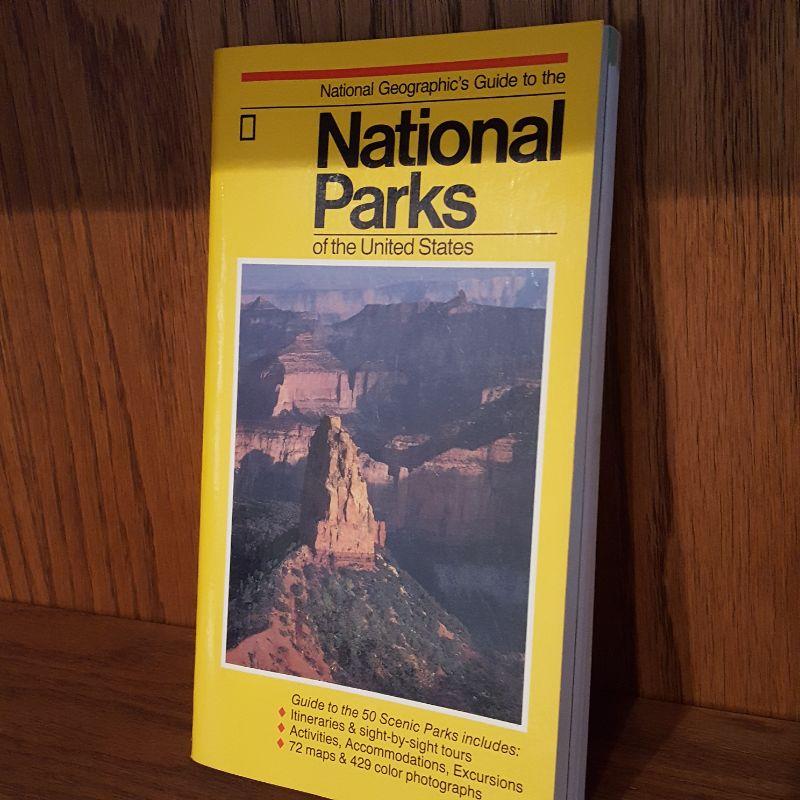 National Geographic's Guide to the
National
Parks
of the United States
Guide to the 50 Scenic Parks includes:
♦ Itineraries & sight-by-sight tours
♦ Activities, Accommodations, Excursions
♦ 72 maps & 429 color photographs